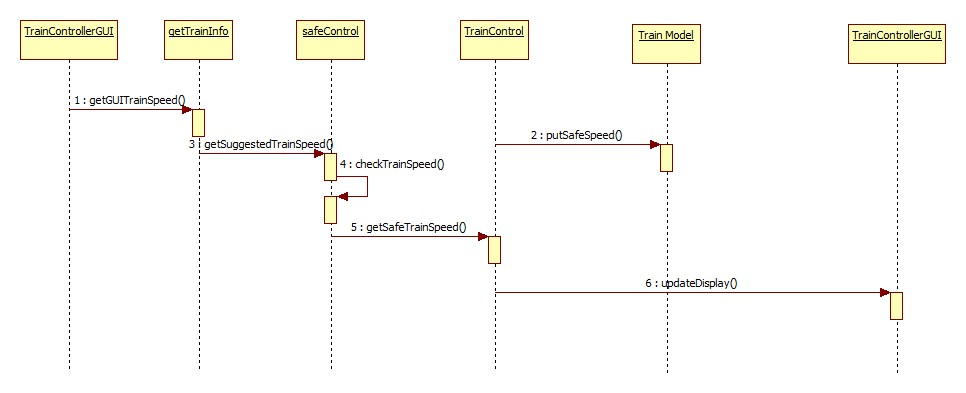 TrainControllerGUI
getTrainInfo
safeControl
TrainControl
Train Model
TrainControllerGUI
1 : getGUITrainSpeed()
2 : putSafeSpeed()
3 : getSuggestedTrainSpeed()
4 : checkTrainSpeed()
5 : getSafeTrainSpeed()
6 : updateDisplay()